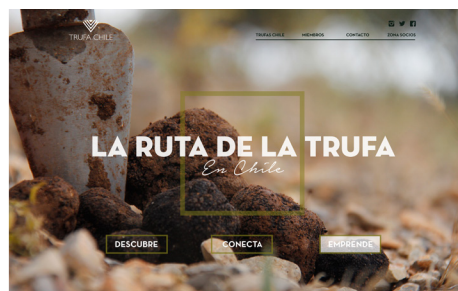 TRUFA CHILE
TRUFAS CHILE MIEMBROS CONTACTO ZONA SOCIOS
LA RUTA DE LA TRUFA
En Chile
DESCUBRE CONECTA EMPRENDE